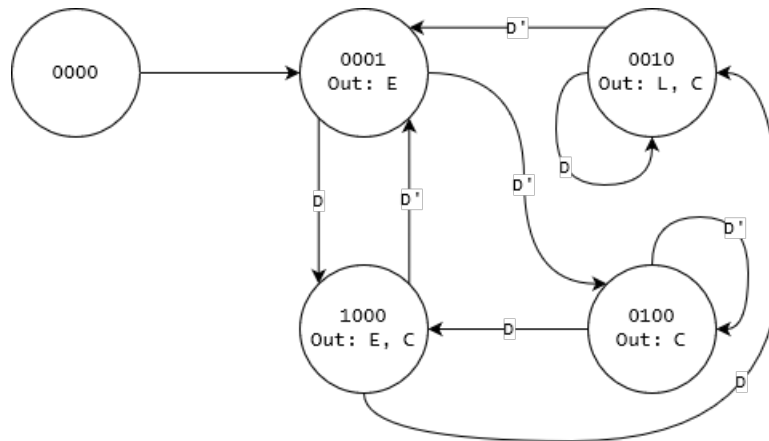 D'
0001
0010
0000
Out: E
Out: L, C
D
D'
D
D'
D'
1000
0100
D
Out: E, C
Out: C
D